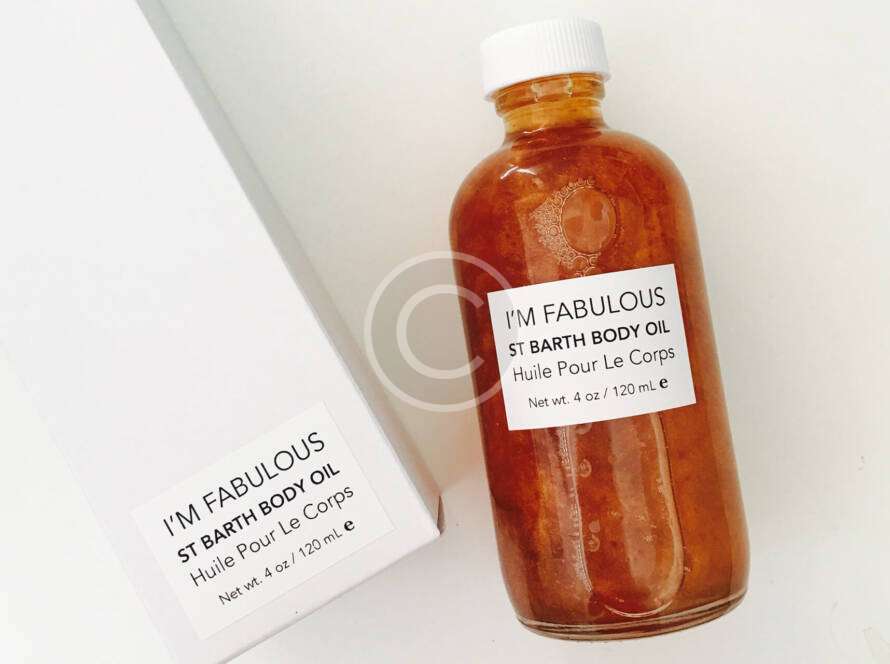 I'M FABULOUS
ST BARTH BODY OIL
Huile Pour Le Corps
Net wt. 4 oz / 120 mL e
I'M FABULOUS
ST BARTH BODY OIL
Huile Pour Le Corps
Net wt. 4 oz / 120 mL e
©